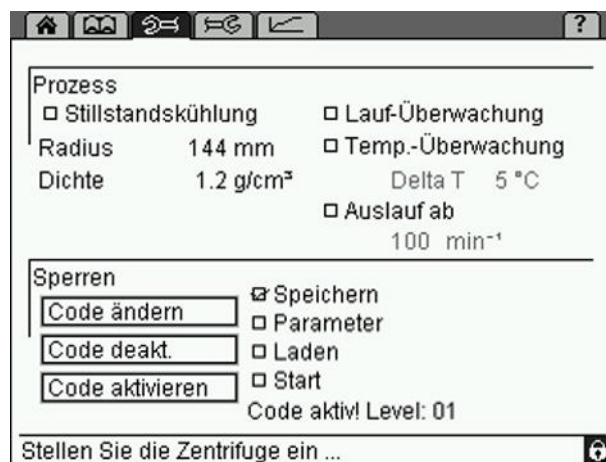 ?
Prozess
Stillstandskühlung
Radius 144 mm
Dichte 1.2 g/cm³
Lauf-Überwachung
Temp.-Überwachung
Delta T 5 °C
Auslauf ab
100 min⁻¹
Sperren
Code ändern
Code deakt.
Code aktivieren
Speichern
Parameter
Laden
Start
Code aktiv! Level: 01
Stellen Sie die Zentrifuge ein ...